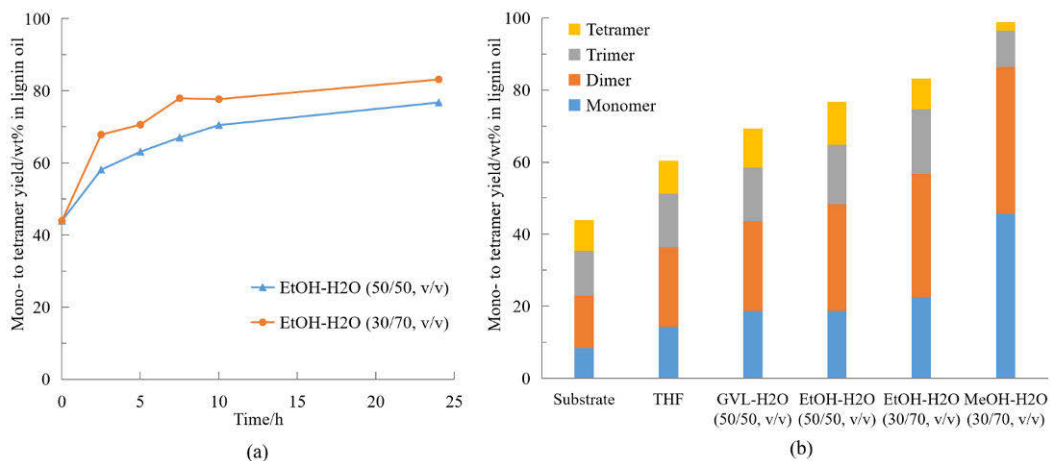 Mono- to tetramer yield/wt% in lignin oil
100
80
60
40
20
0
EtOH-H2O (50/50, v/v)
EtOH-H2O (30/70, v/v)
0
5
10
15
20
25
Time/h
(a)
Mono- to tetramer yield/wt% in lignin oil
100
80
60
40
20
0
Tetramer
Trimer
Dimer
Monomer
Substrate
THF
GVL-H2O
(50/50, v/v)
EtOH-H2O
(50/50, v/v)
EtOH-H2O
(30/70, v/v)
MeOH-H2O
(30/70, v/v)
(b)